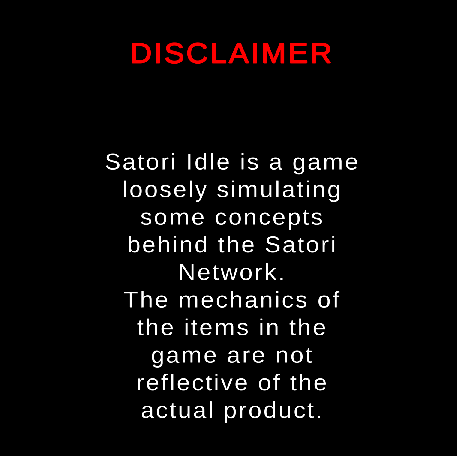 DISCLAIMER
Satori Idle is a game
loosely simulating
some concepts
behind the Satori
Network.
The mechanics of
the items in the
game are not
reflective of the
actual product.